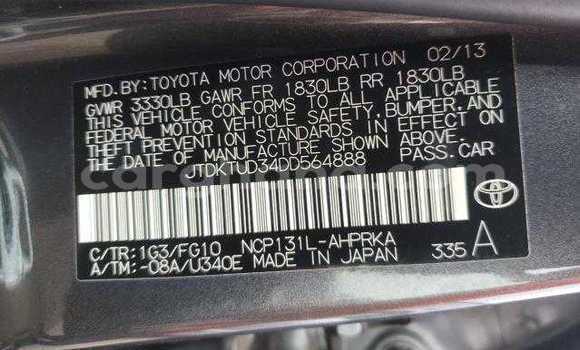 MFD. BY: TOYOTA MOTOR CORPORATION 02/13
GVWR 3330LB GAWR FR 1830LB RR 1830LB
THIS VEHICLE CONFORMS TO ALL APPLICABLE
FEDERAL MOTOR VEHICLE SAFETY, BUMPER, AND
THEFT PREVENTION STANDARDS IN EFFECT ON
THE DATE OF MANUFACTURE SHOWN ABOVE.
JTDKTUD34DD564888 PASS. CAR
TOYOTA
C/TR: 1G3/FG10 NCP131L-AHPRKA
A/TM: -08A/U340E MADE IN JAPAN 335 A